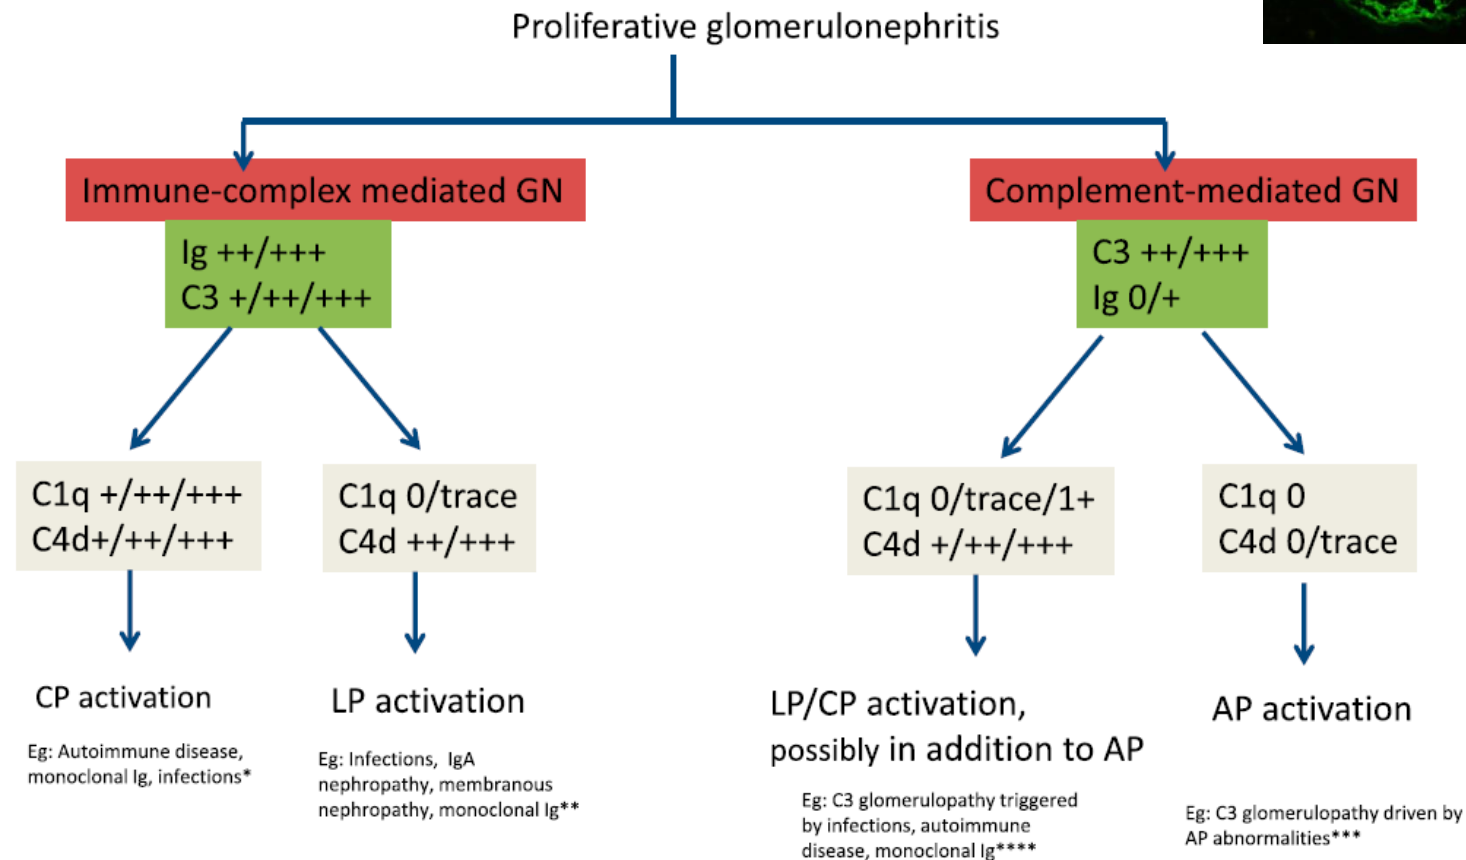 Proliferative glomerulonephritis
Immune-complex mediated GN
Ig ++/+++
C3 +/++/+++
C1q +/++/+++
C4d+/++/+++
CP activation
Eg: Autoimmune disease,
monoclonal Ig, infections*
C1q 0/trace
C4d ++/+++
LP activation
Eg: Infections, IgA
nephropathy, membranous
nephropathy, monoclonal Ig**
Complement-mediated GN
C3 ++/+++
Ig 0/+
C1q 0/trace/1+
C4d +/++/+++
LP/CP activation,
possibly in addition to AP
Eg: C3 glomerulopathy triggered
by infections, autoimmune
disease, monoclonal Ig****
C1q 0
C4d 0/trace
AP activation
Eg: C3 glomerulopathy driven by
AP abnormalities***